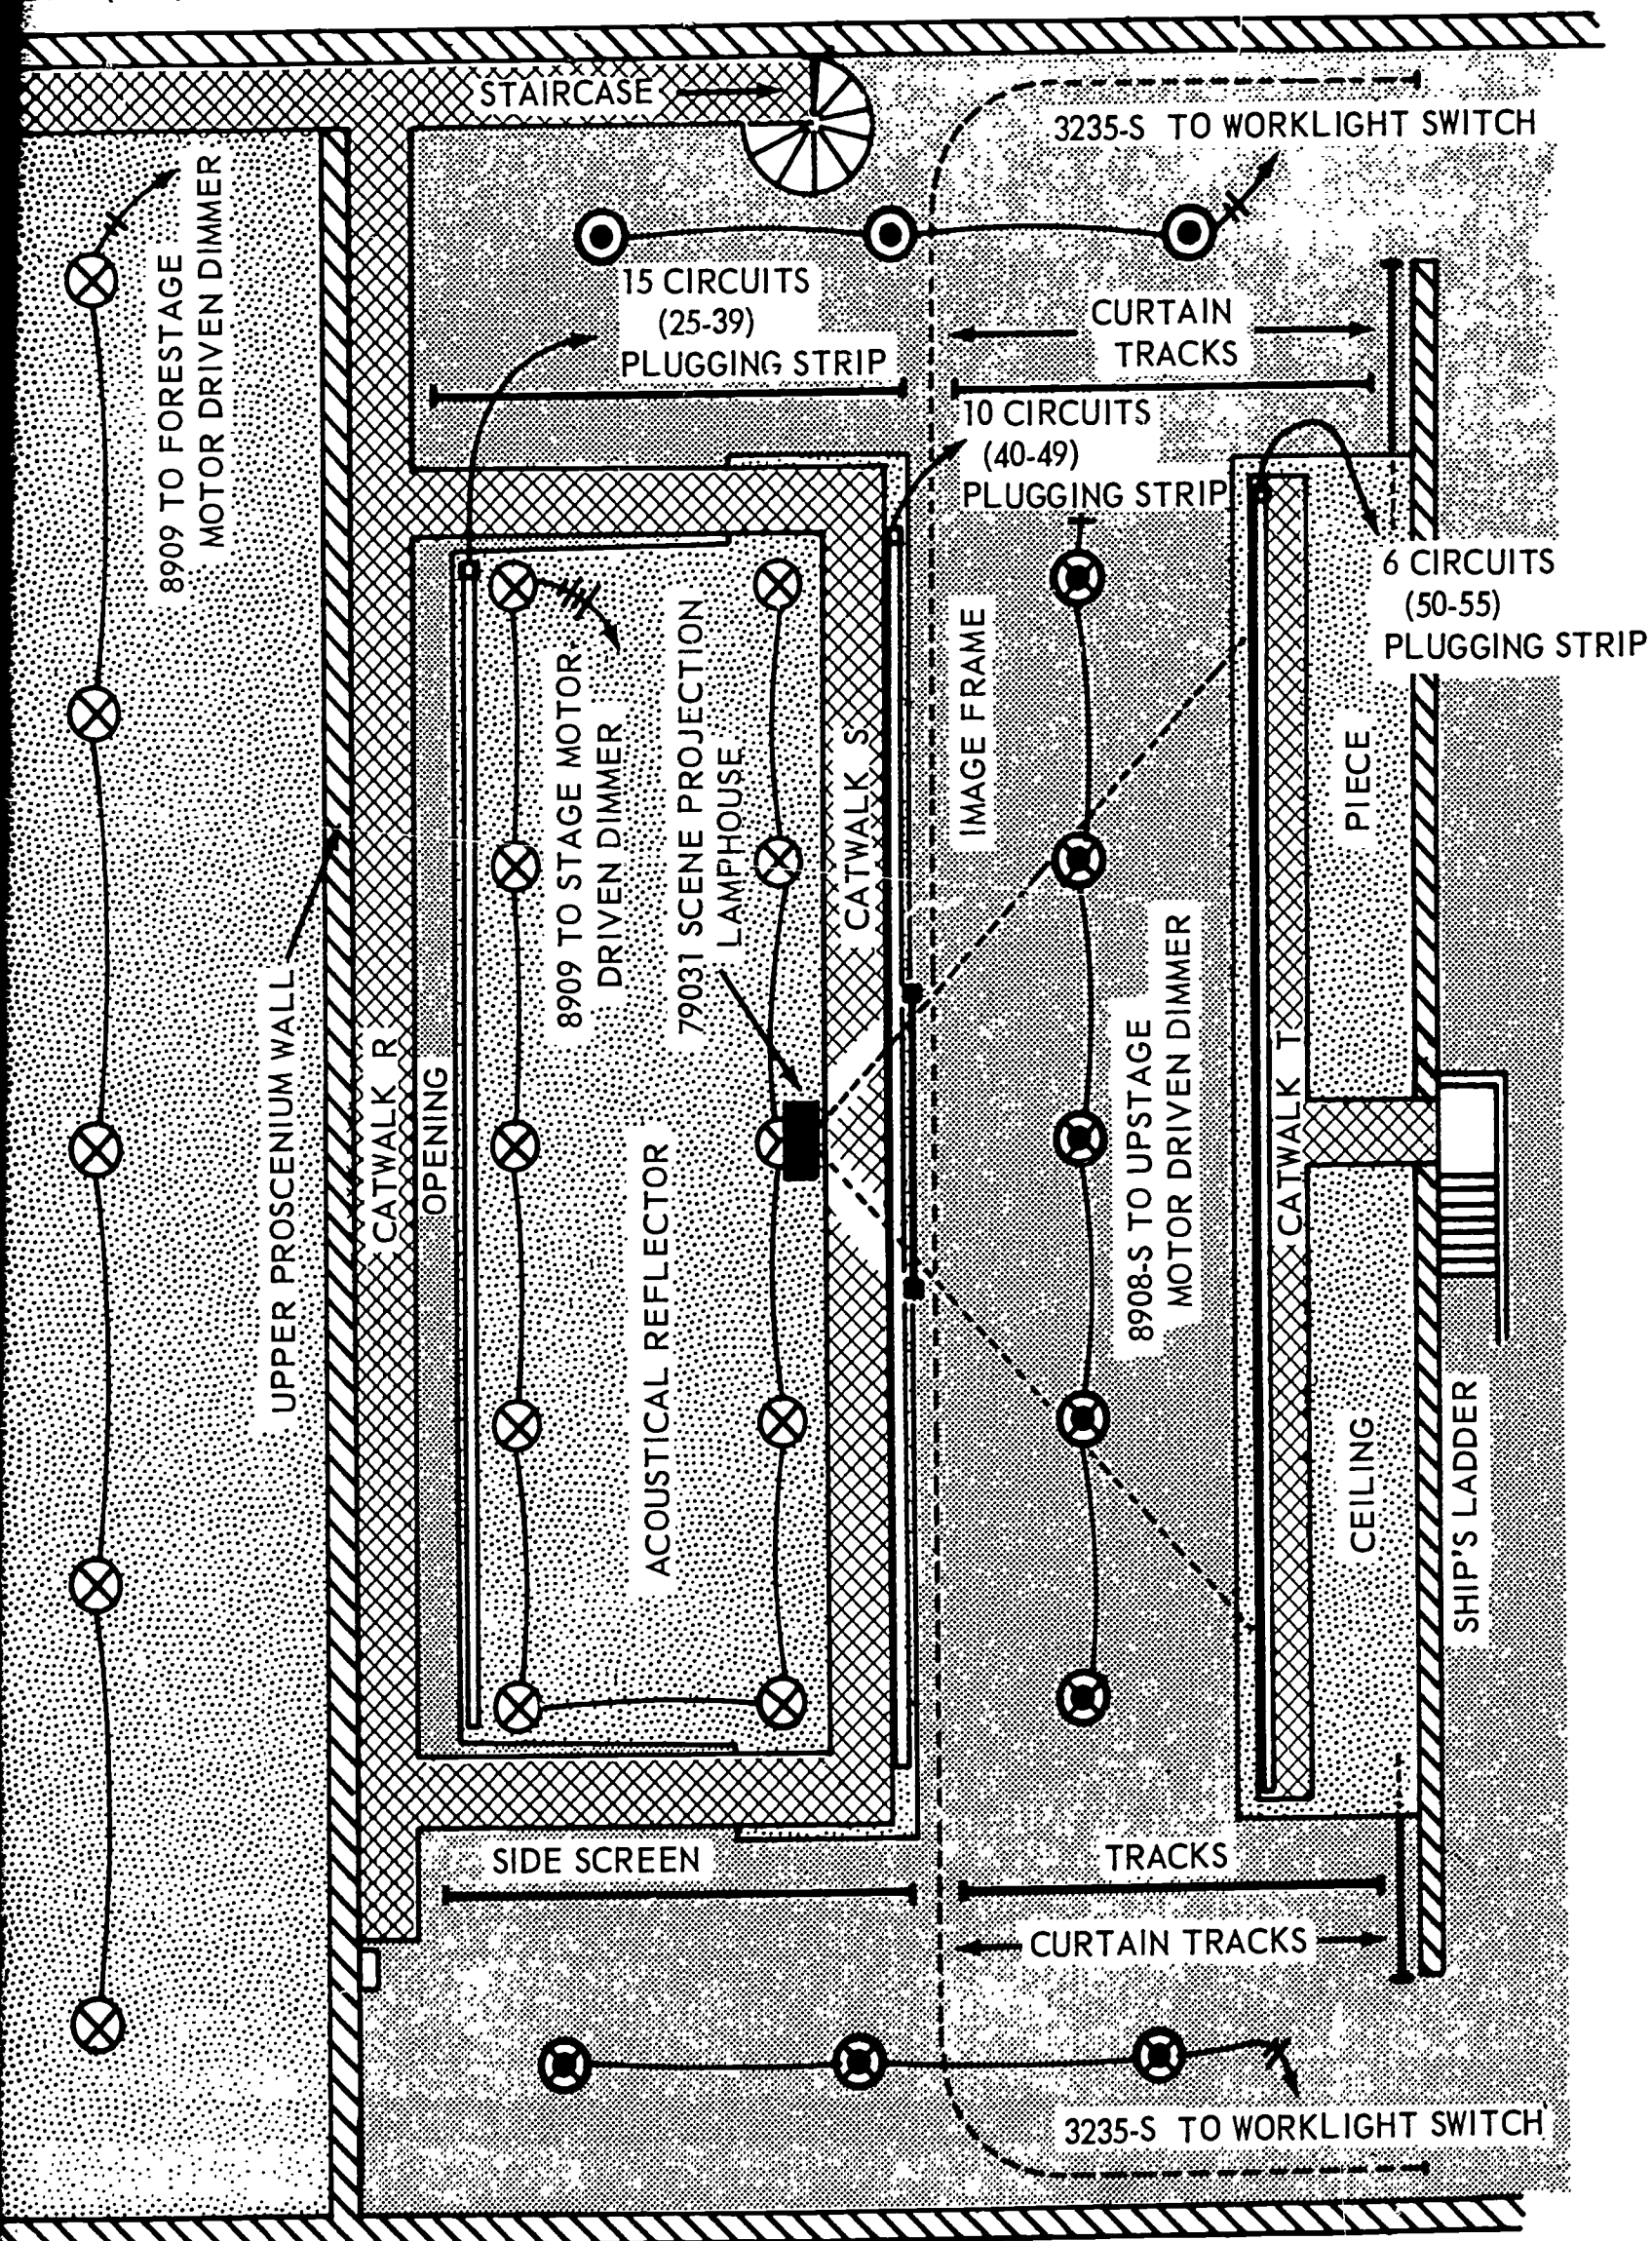 STAIRCASE
3235-S TO WORKLIGHT SWITCH
8909 TO FORESTAGE
MOTOR DRIVEN DIMMER
15 CIRCUITS
(25-39)
PLUGGING STRIP
CURTAIN
TRACKS
10 CIRCUITS
(40-49)
PLUGGING STRIP
6 CIRCUITS
(50-55)
PLUGGING STRIP
UPPER PROSCENIUM WALL
CATWALK R
OPENING
8909 TO STAGE MOTOR-
DRIVEN DIMMER
79031 SCENE PROJECTION
LAMPHOUSE
ACOUSTICAL REFLECTOR
CATWALK S
IMAGE FRAME
8908-S TO UPSTAGE
MOTOR DRIVEN DIMMER
CATWALK T
CEILING PIECE
SHIP'S LADDER
SIDE SCREEN TRACKS
CURTAIN TRACKS
3235-S TO WORKLIGHT SWITCH